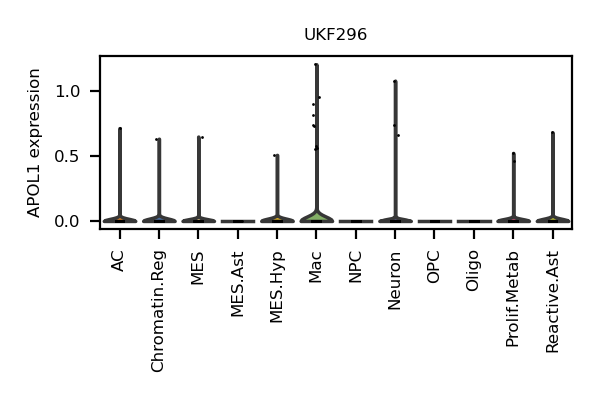 UKF296
APOL1 expression
1.0
0.5
0.0
AC
Chromatin.Reg
MES
MES.Ast
MES.Hyp
Mac
NPC
Neuron
OPC
Oligo
Prolif.Metab
Reactive.Ast